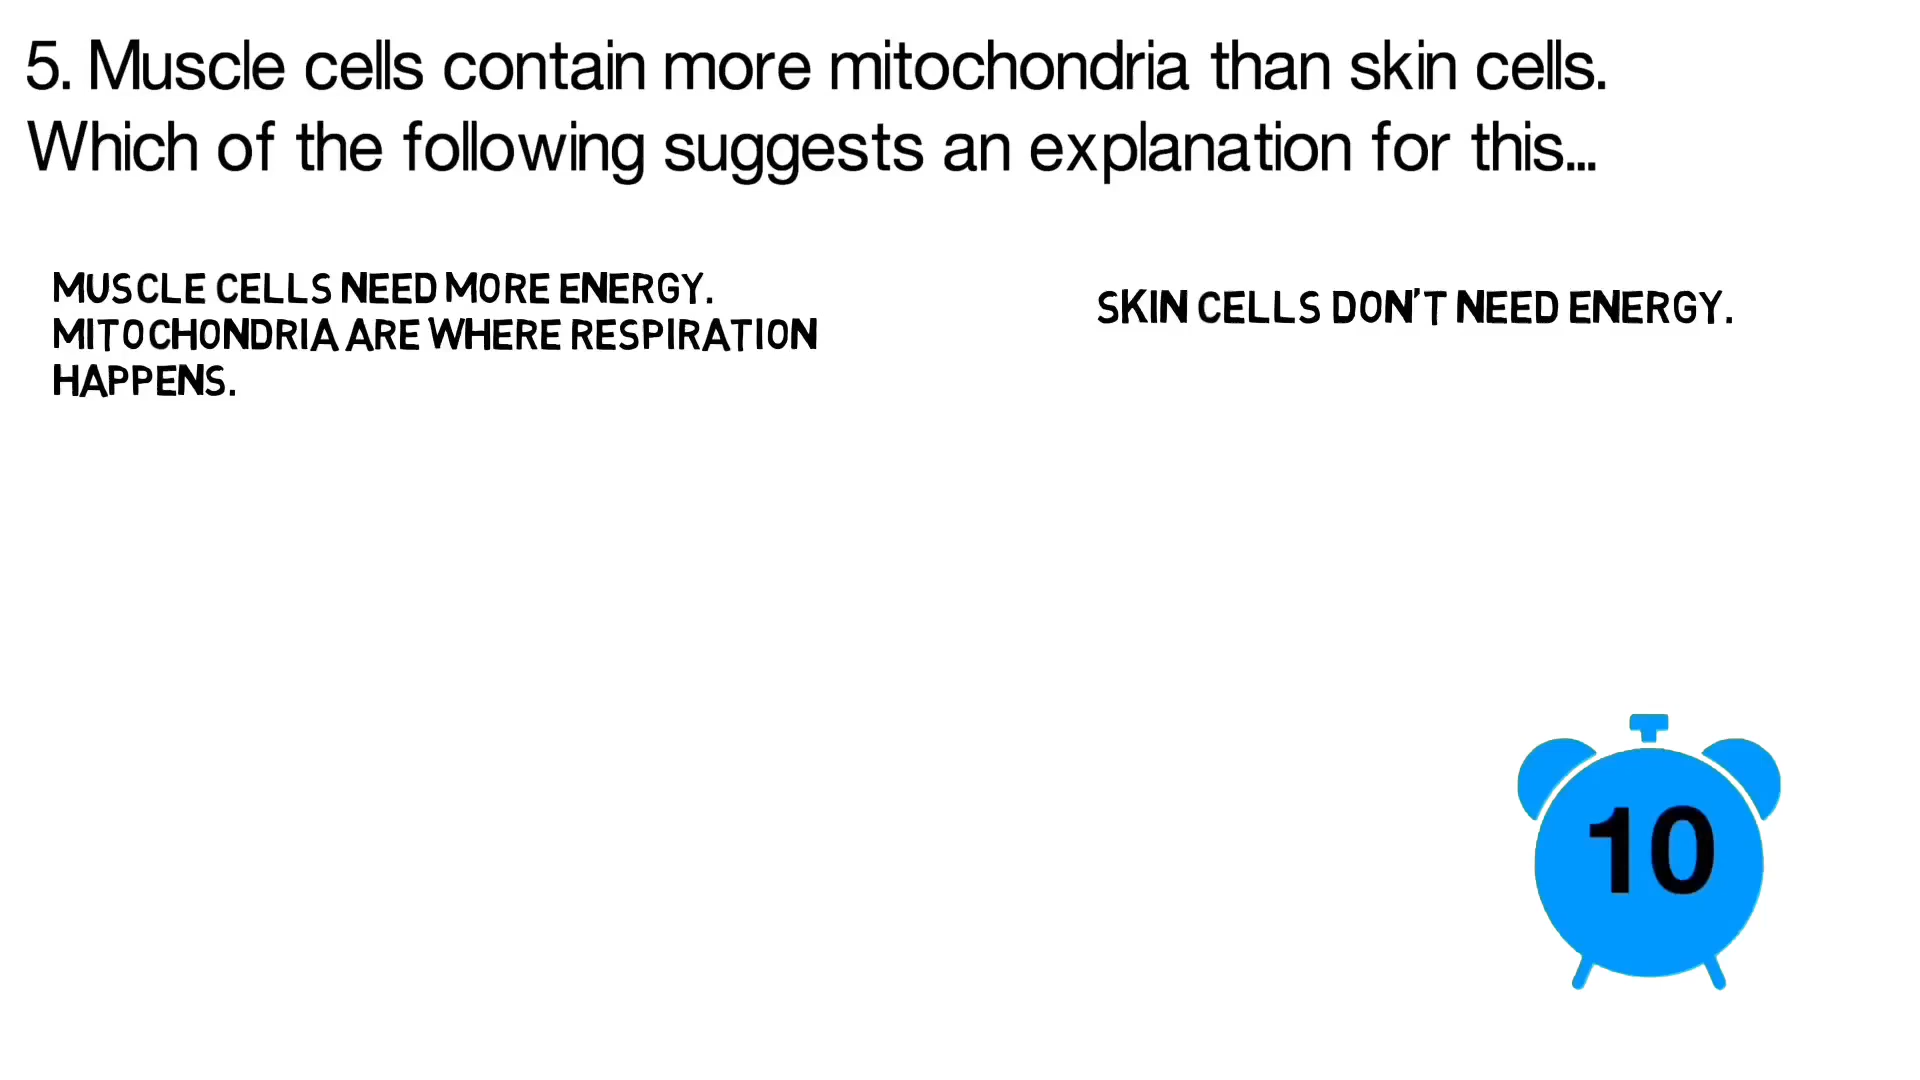 5. Muscle cells contain more mitochondria than skin cells.
Which of the following suggests an explanation for this...
MUSCLE CELLS NEED MORE ENERGY.
MITOCHONDRIA ARE WHERE RESPIRATION
HAPPENS.
SKIN CELLS DON'T NEED ENERGY.
10